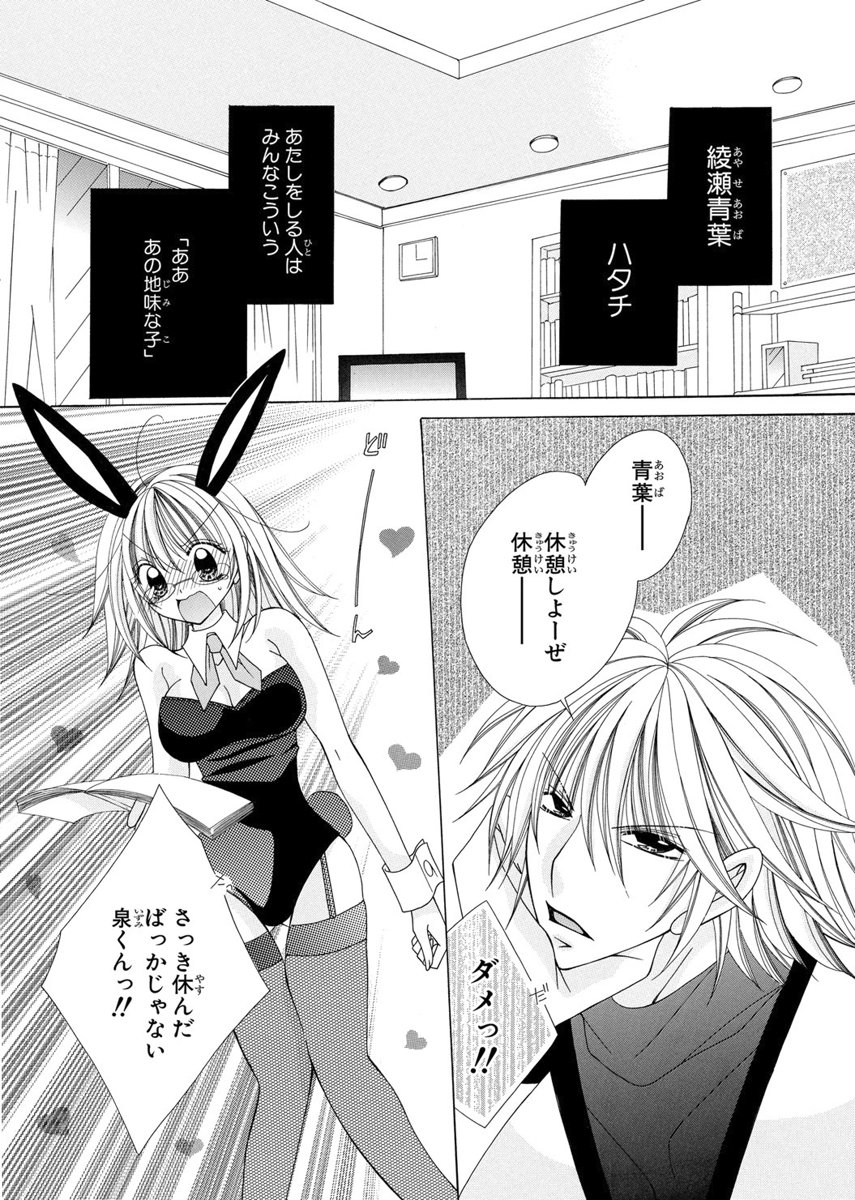 綾瀬青葉
ハタチ
あたしをしる人は
みんなこういう
「ああ
あの地味な子」
青葉——
休憩しよーぜ
休憩——
ダメっ!!
だ
ど——ん
さっき休んだ
ばっかじゃない
泉くんっ!!